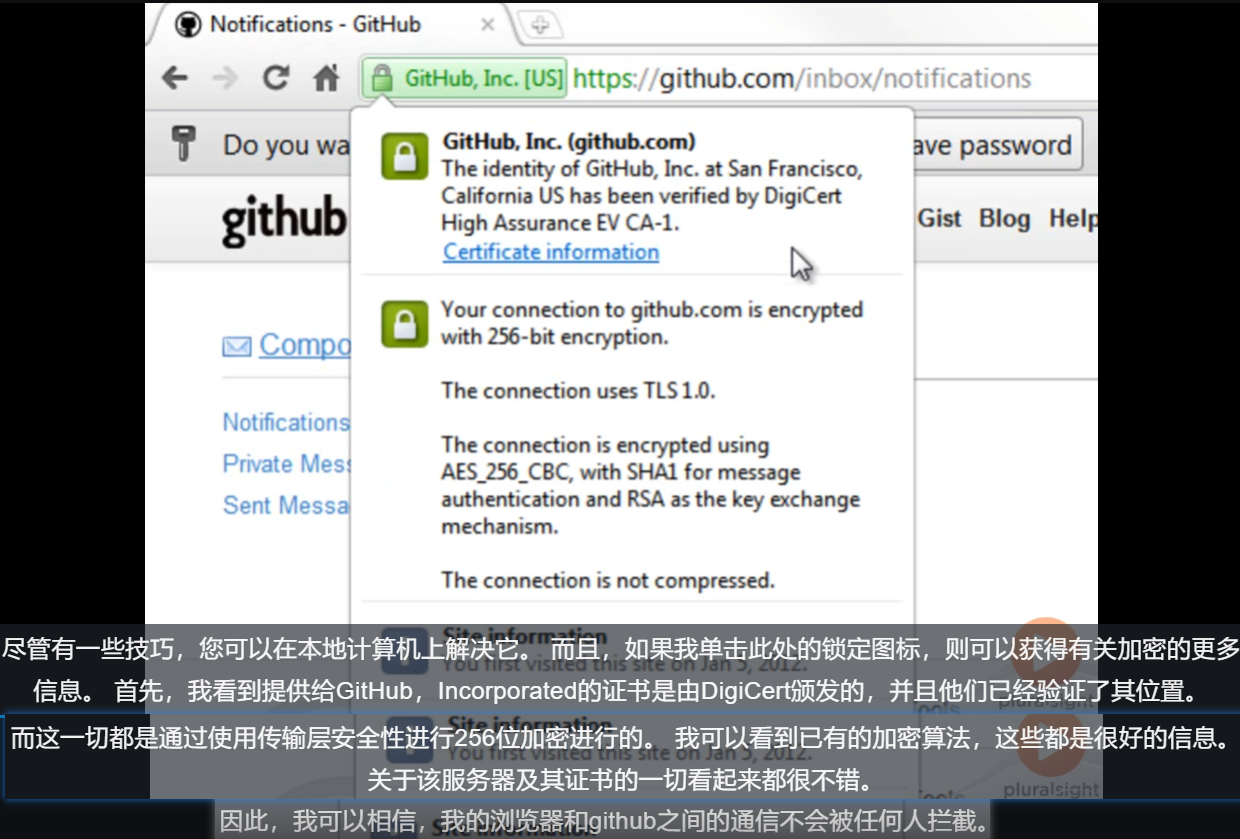 Notifications - GitHub
GitHub, Inc. [US] https://github.com/inbox/notifications
Do you wa
ave password
github
Gist Blog Help
GitHub, Inc. (github.com)
The identity of GitHub, Inc. at San Francisco,
California US has been verified by DigiCert
High Assurance EV CA-1.
Certificate information
Your connection to github.com is encrypted
with 256-bit encryption.
The connection uses TLS 1.0.
The connection is encrypted using
AES_256_CBC, with SHA1 for message
authentication and RSA as the key exchange
mechanism.
The connection is not compressed.
Compo
Notifications
Private Mess
Sent Messa
Site information
You first visited this site on Jan 5, 2012.
尽管有一些技巧，您可以在本地计算机上解决它。 而且，如果我单击此处的锁定图标，则可以获得有关加密的更多
信息。 首先，我看到提供给GitHub，Incorporated的证书是由DigiCert颁发的，并且他们已经验证了其位置。
pluralsight
Site information
You first visited this site on Jan 5, 2012.
而这一切都是通过使用传输层安全性进行256位加密进行的。 我可以看到已有的加密算法，这些都是很好的信息。
关于该服务器及其证书的一切看起来都很不错。
pluralsight
因此，我可以相信，我的浏览器和github之间的通信不会被任何人拦截。